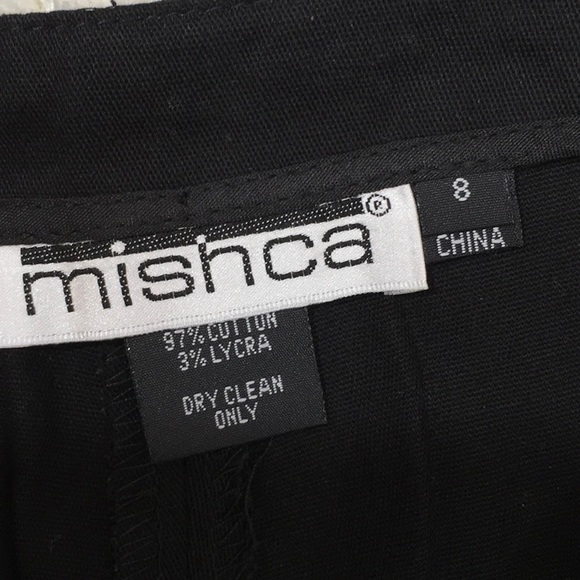 mishca®
8
CHINA
97% COTTON
3% LYCRA
DRY CLEAN
ONLY